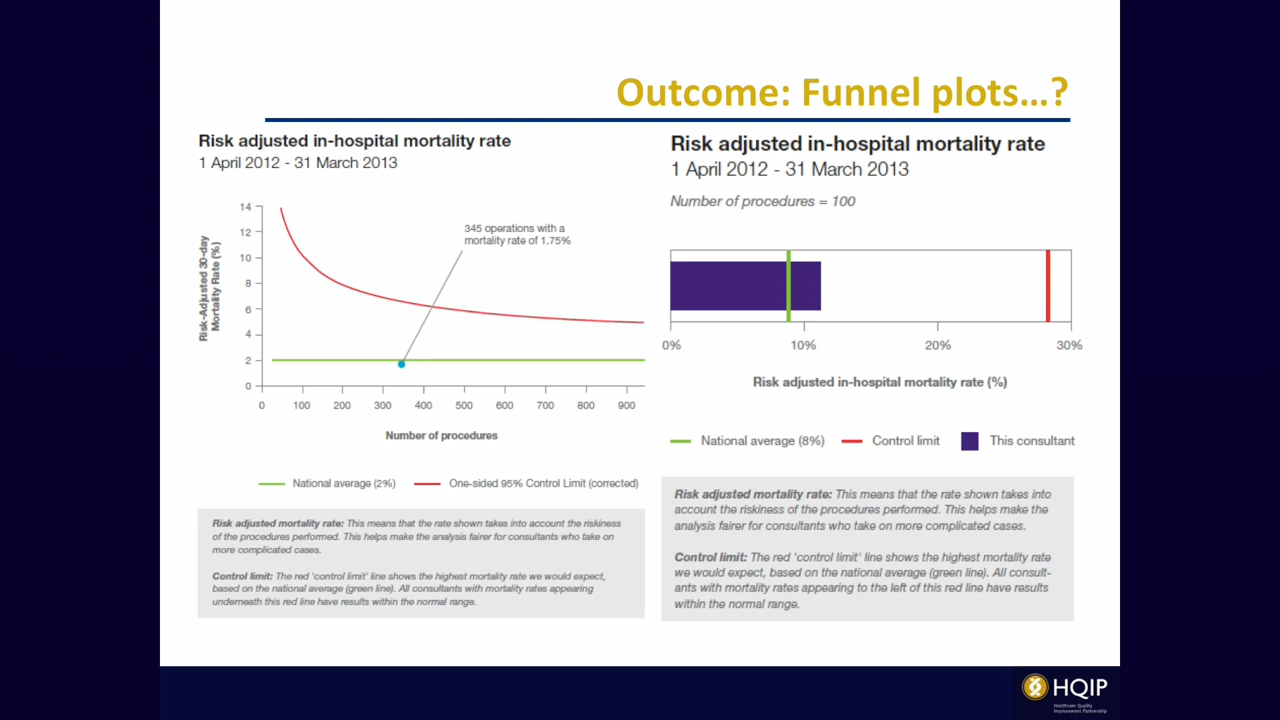 Outcome: Funnel plots...?
Risk adjusted in-hospital mortality rate
1 April 2012 - 31 March 2013
14
12
10
8
6
4
2
0
Risk-Adjusted 30-day
Mortality Rate (%)
345 operations with a
mortality rate of 1.75%
0 100 200 300 400 500 600 700 800 900
Number of procedures
National average (2%) One-sided 95% Control Limit (corrected)
Risk adjusted mortality rate: This means that the rate shown takes into account the riskiness
of the procedures performed. This helps make the analysis fairer for consultants who take on
more complicated cases.
Control limit: The red 'control limit' line shows the highest mortality rate we would expect,
based on the national average (green line). All consultants with mortality rates appearing
underneath this red line have results within the normal range.
Risk adjusted in-hospital mortality rate
1 April 2012 - 31 March 2013
Number of procedures = 100
0% 10% 20% 30%
Risk adjusted in-hospital mortality rate (%)
National average (8%) Control limit This consultant
Risk adjusted mortality rate: This means that the rate shown takes into
account the riskiness of the procedures performed. This helps make the
analysis fairer for consultants who take on more complicated cases.
Control limit: The red 'control limit' line shows the highest mortality rate
we would expect, based on the national average (green line). All consult-
ants with mortality rates appearing to the left of this red line have results
within the normal range.
HQIP
Healthcare Quality
Improvement Partnership